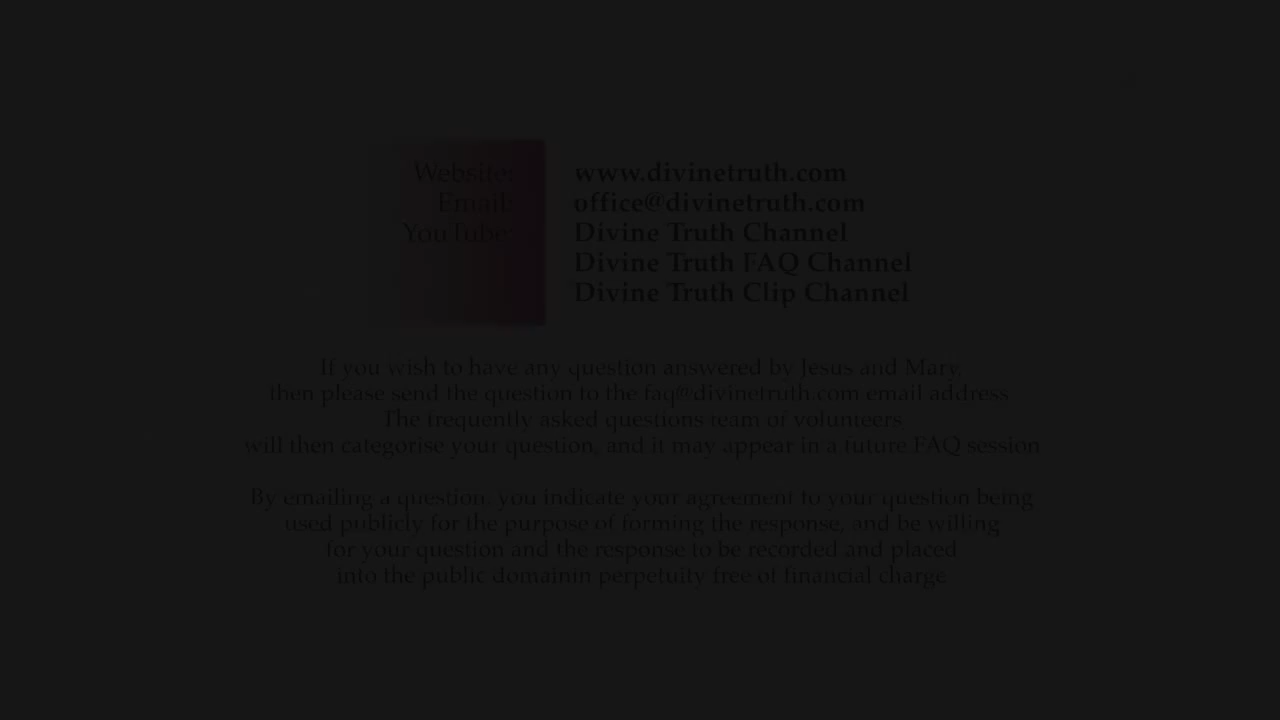 Website: www.divinetruth.com
Email: office@divinetruth.com
YouTube: Divine Truth Channel
Divine Truth FAQ Channel
Divine Truth Clip Channel
If you wish to have any question answered by Jesus and Mary,
then please send the question to the faq@divinetruth.com email address
The frequently asked questions team of volunteers
will then categorise your question, and it may appear in a future FAQ session
By emailing a question, you indicate your agreement to your question being
used publicly for the purpose of forming the response, and be willing
for your question and the response to be recorded and placed
into the public domainin perpetuity free of financial charge